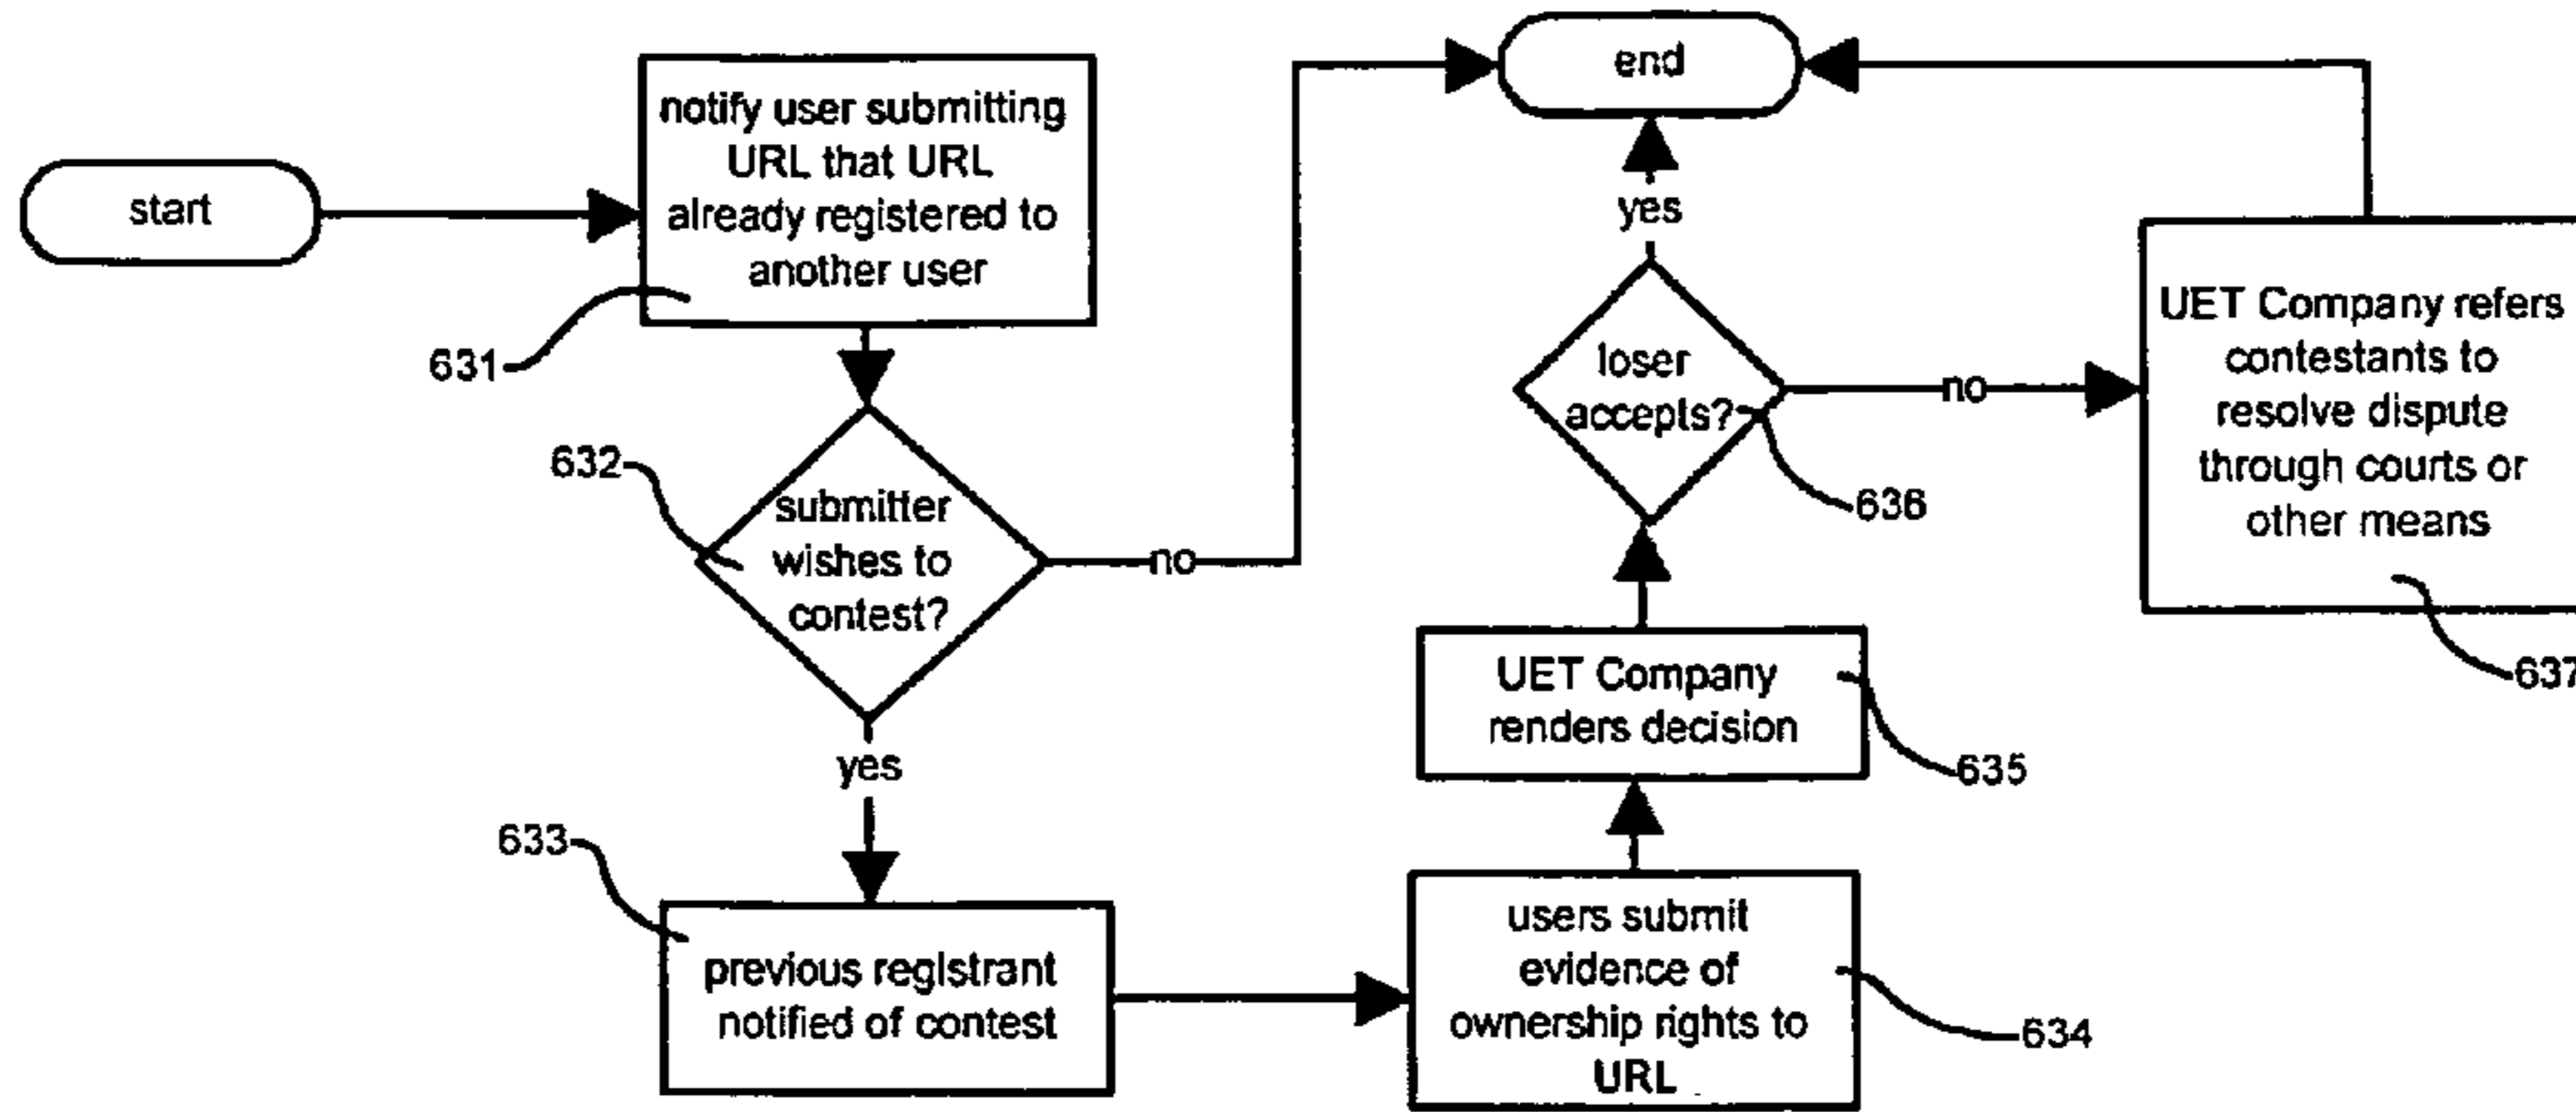 start
notify user submitting
URL that URL
already registered to
another user
631
632
submitter
wishes to
contest?
no
yes
633
previous registrant
notified of contest
users submit
evidence of
ownership rights to
URL
634
UET Company
renders decision
635
loser
accepts?
636
yes
no
UET Company refers
contestants to
resolve dispute
through courts or
other means
637
end